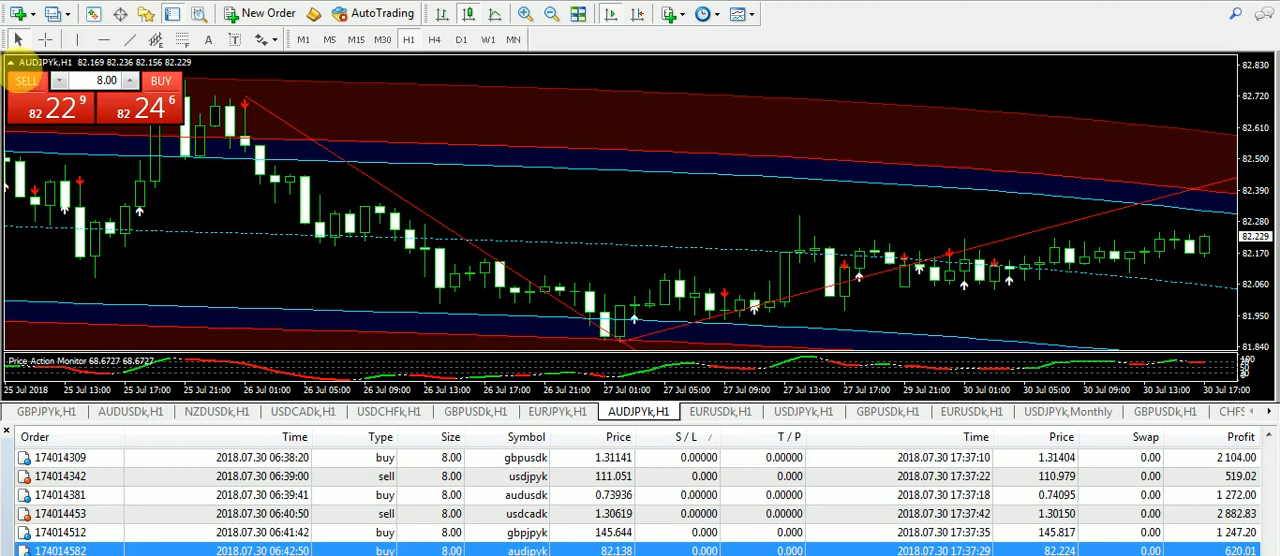 New Order AutoTrading
A T M1 M5 M15 M30 H1 H4 D1 W1 MN
AUDJPYk,H1 82.169 82.236 82.156 82.229
SELL 8.00 BUY
82 22 9 82 24 6
82.830
82.720
82.610
82.500
82.390
82.280
82.229
82.170
82.060
81.950
81.840
Price Action Monitor 68.6727 68.6727
25 Jul 2018 25 Jul 13:00 25 Jul 17:00 25 Jul 21:00 26 Jul 01:00 26 Jul 05:00 26 Jul 09:00 26 Jul 13:00 26 Jul 17:00 26 Jul 21:00 27 Jul 01:00 27 Jul 05:00 27 Jul 09:00 27 Jul 13:00 27 Jul 17:00 29 Jul 21:00 30 Jul 01:00 30 Jul 05:00 30 Jul 09:00 30 Jul 13:00 30 Jul 17:00
GBPJPYk,H1 AUDUSDk,H1 NZDUSDk,H1 USDCADk,H1 USDCHFk,H1 GBPUSDk,H1 EURJPYk,H1 AUDJPYk,H1 EURUSDk,H1 USDJPYk,H1 GBPUSDk,H1 EURUSDk,H1 USDJPYk,Monthly GBPUSDk,H1 CHFS
Order Time Type Size Symbol Price S / L / T / P Time Price Swap Profit
174014309 2018.07.30 06:38:20 buy 8.00 gbpusdk 1.31141 0.00000 0.00000 2018.07.30 17:37:10 1.31404 0.00 2 104.00
174014342 2018.07.30 06:39:00 sell 8.00 usdjpyk 111.051 0.000 0.000 2018.07.30 17:37:22 110.979 0.00 519.02
174014381 2018.07.30 06:39:41 buy 8.00 audusdk 0.73936 0.00000 0.00000 2018.07.30 17:37:18 0.74095 0.00 1 272.00
174014453 2018.07.30 06:40:50 sell 8.00 usdcadk 1.30619 0.00000 0.00000 2018.07.30 17:37:42 1.30150 0.00 2 882.83
174014512 2018.07.30 06:41:42 buy 8.00 gbpjpyk 145.644 0.000 0.000 2018.07.30 17:37:35 145.817 0.00 1 247.20
174014582 2018.07.30 06:42:50 buy 8.00 audjpyk 82.138 0.000 0.000 2018.07.30 17:37:29 82.224 0.00 620.01